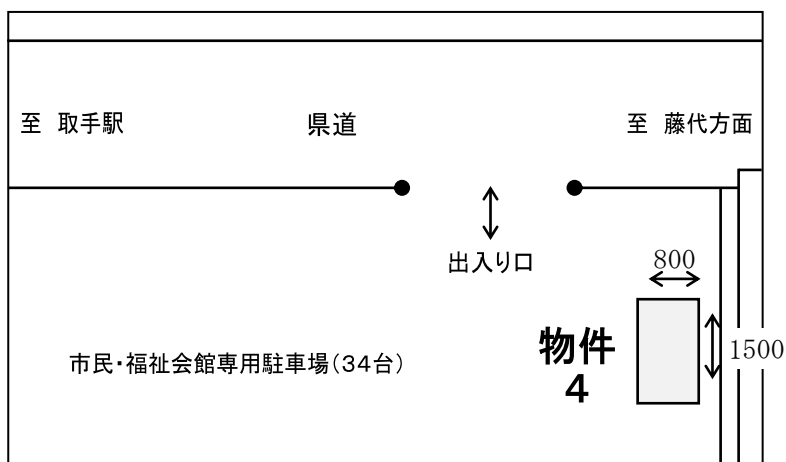 至 取手駅
県道
至 藤代方面
出入り口
800
物件
4
1500
市民・福祉会館専用駐車場（34台）